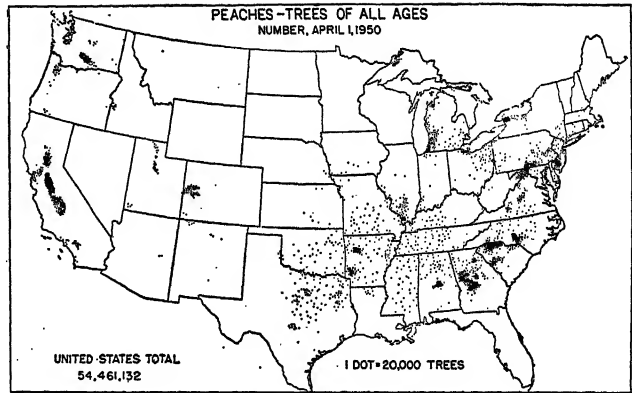 PEACHES-TREES OF ALL AGES
NUMBER, APRIL 1, 1950
UNITED STATES TOTAL
54,461,132
1 DOT=20,000 TREES